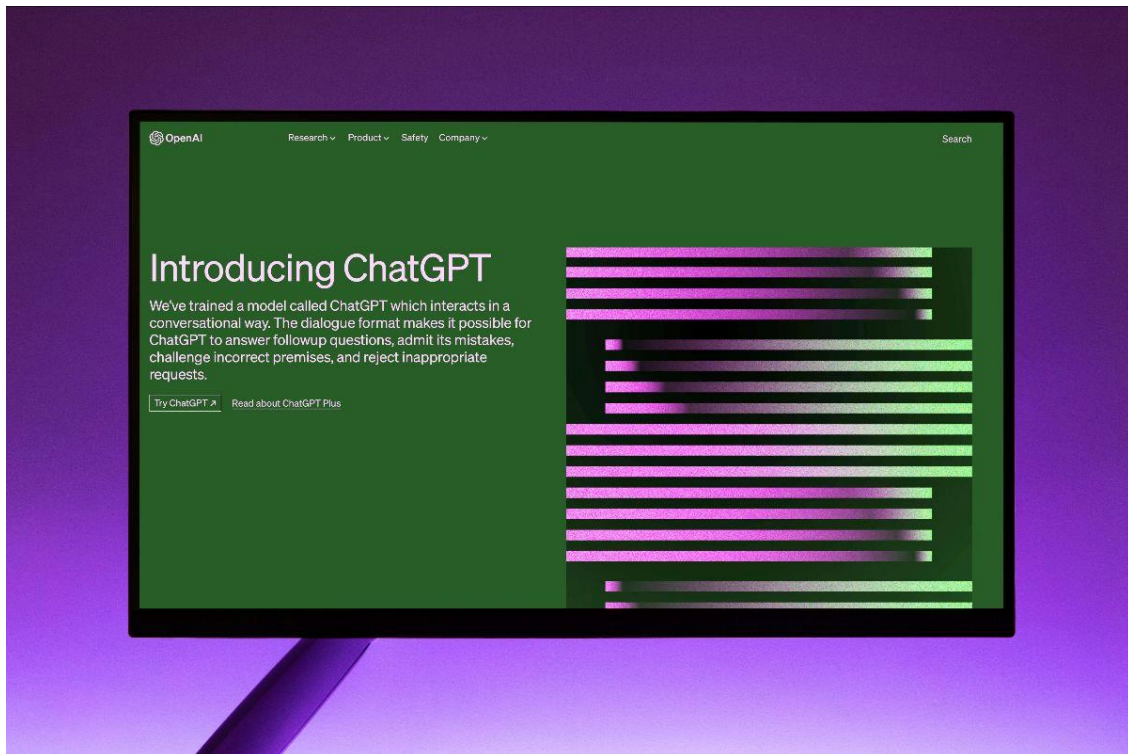 OpenAI
Research Product Safety Company
Search
Introducing ChatGPT
We've trained a model called ChatGPT which interacts in a
conversational way. The dialogue format makes it possible for
ChatGPT to answer followup questions, admit its mistakes,
challenge incorrect premises, and reject inappropriate
requests.
Try ChatGPT ↗ Read about ChatGPT Plus